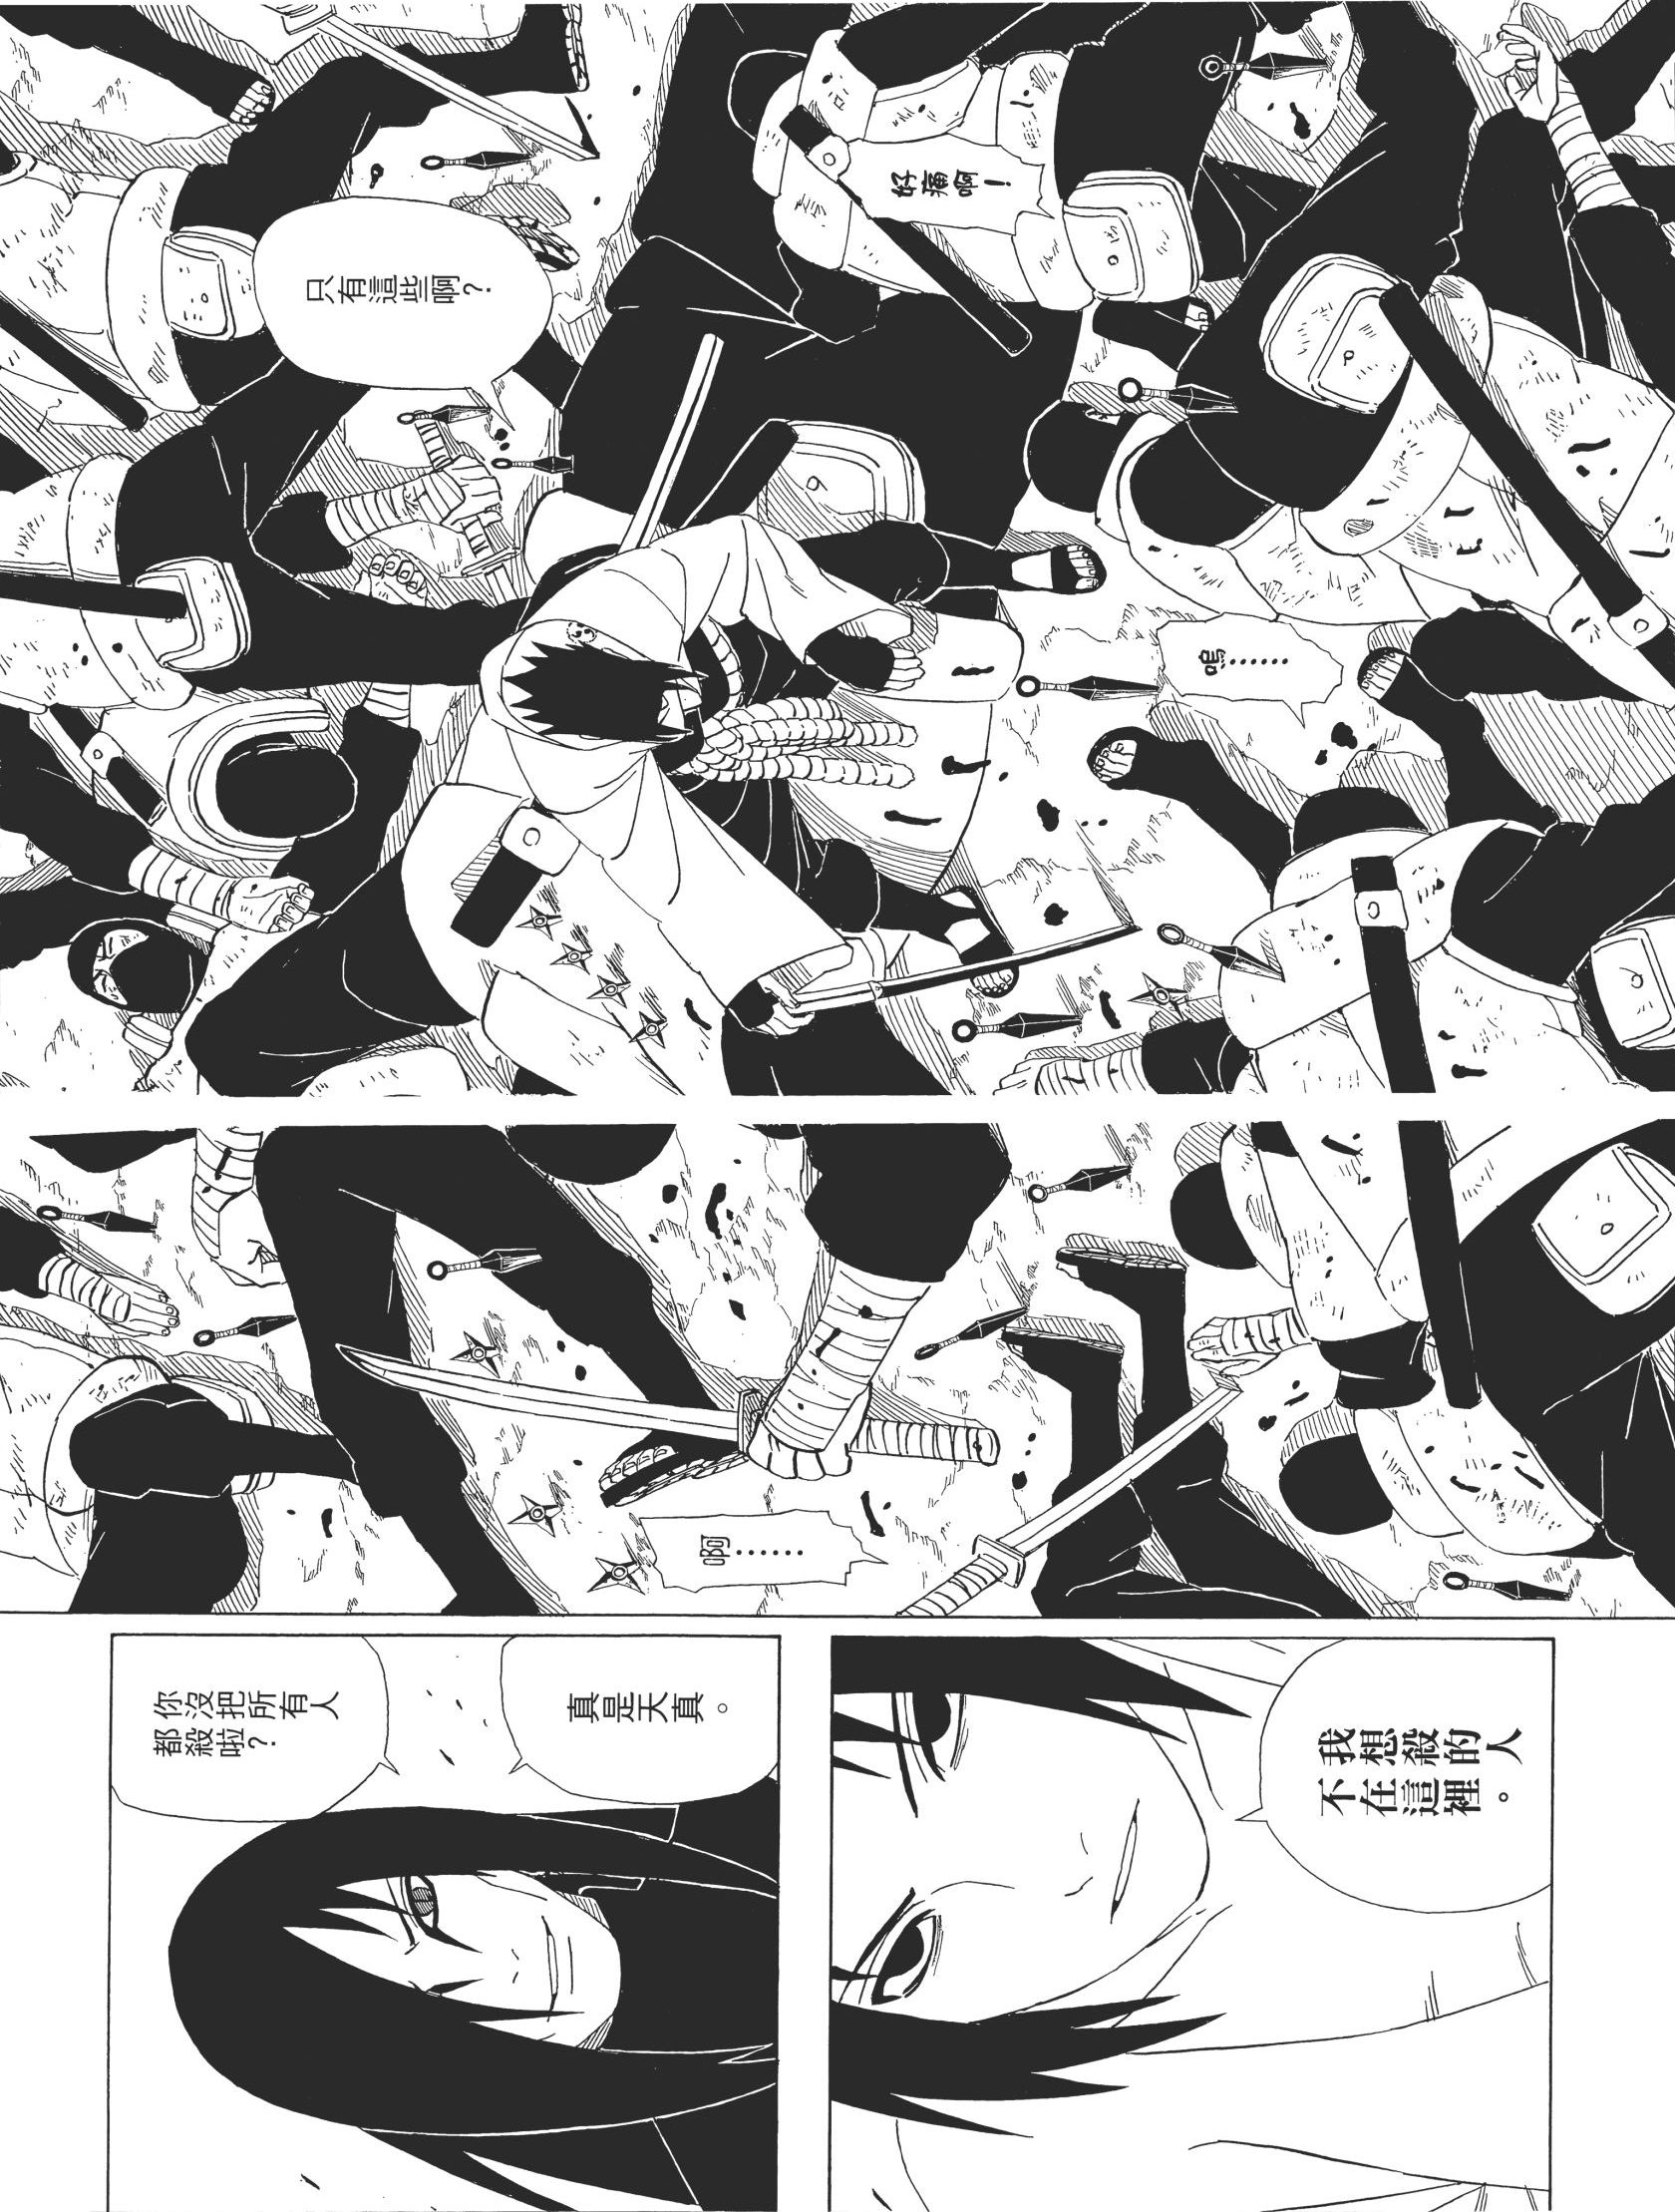 好痛啊!
只有這些啊?
嗚……
啊……
你沒把所有人
都殺啦?
真是天真。
我想殺的人
不在這裡。